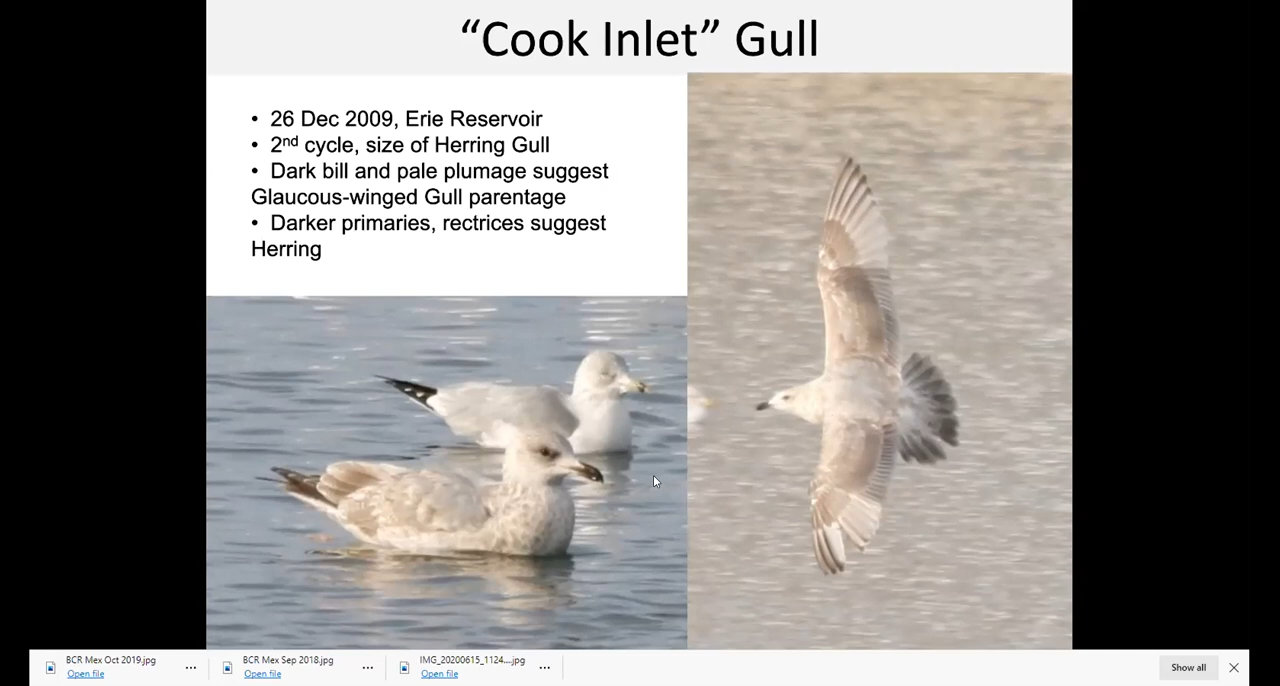 “Cook Inlet” Gull
• 26 Dec 2009, Erie Reservoir
• 2nd cycle, size of Herring Gull
• Dark bill and pale plumage suggest
Glaucous-winged Gull parentage
• Darker primaries, rectrices suggest
Herring
BCR Mex Oct 2019.jpg
Open file
BCR Mex Sep 2018.jpg
Open file
IMG_20200615_1124....jpg
Open file
Show all